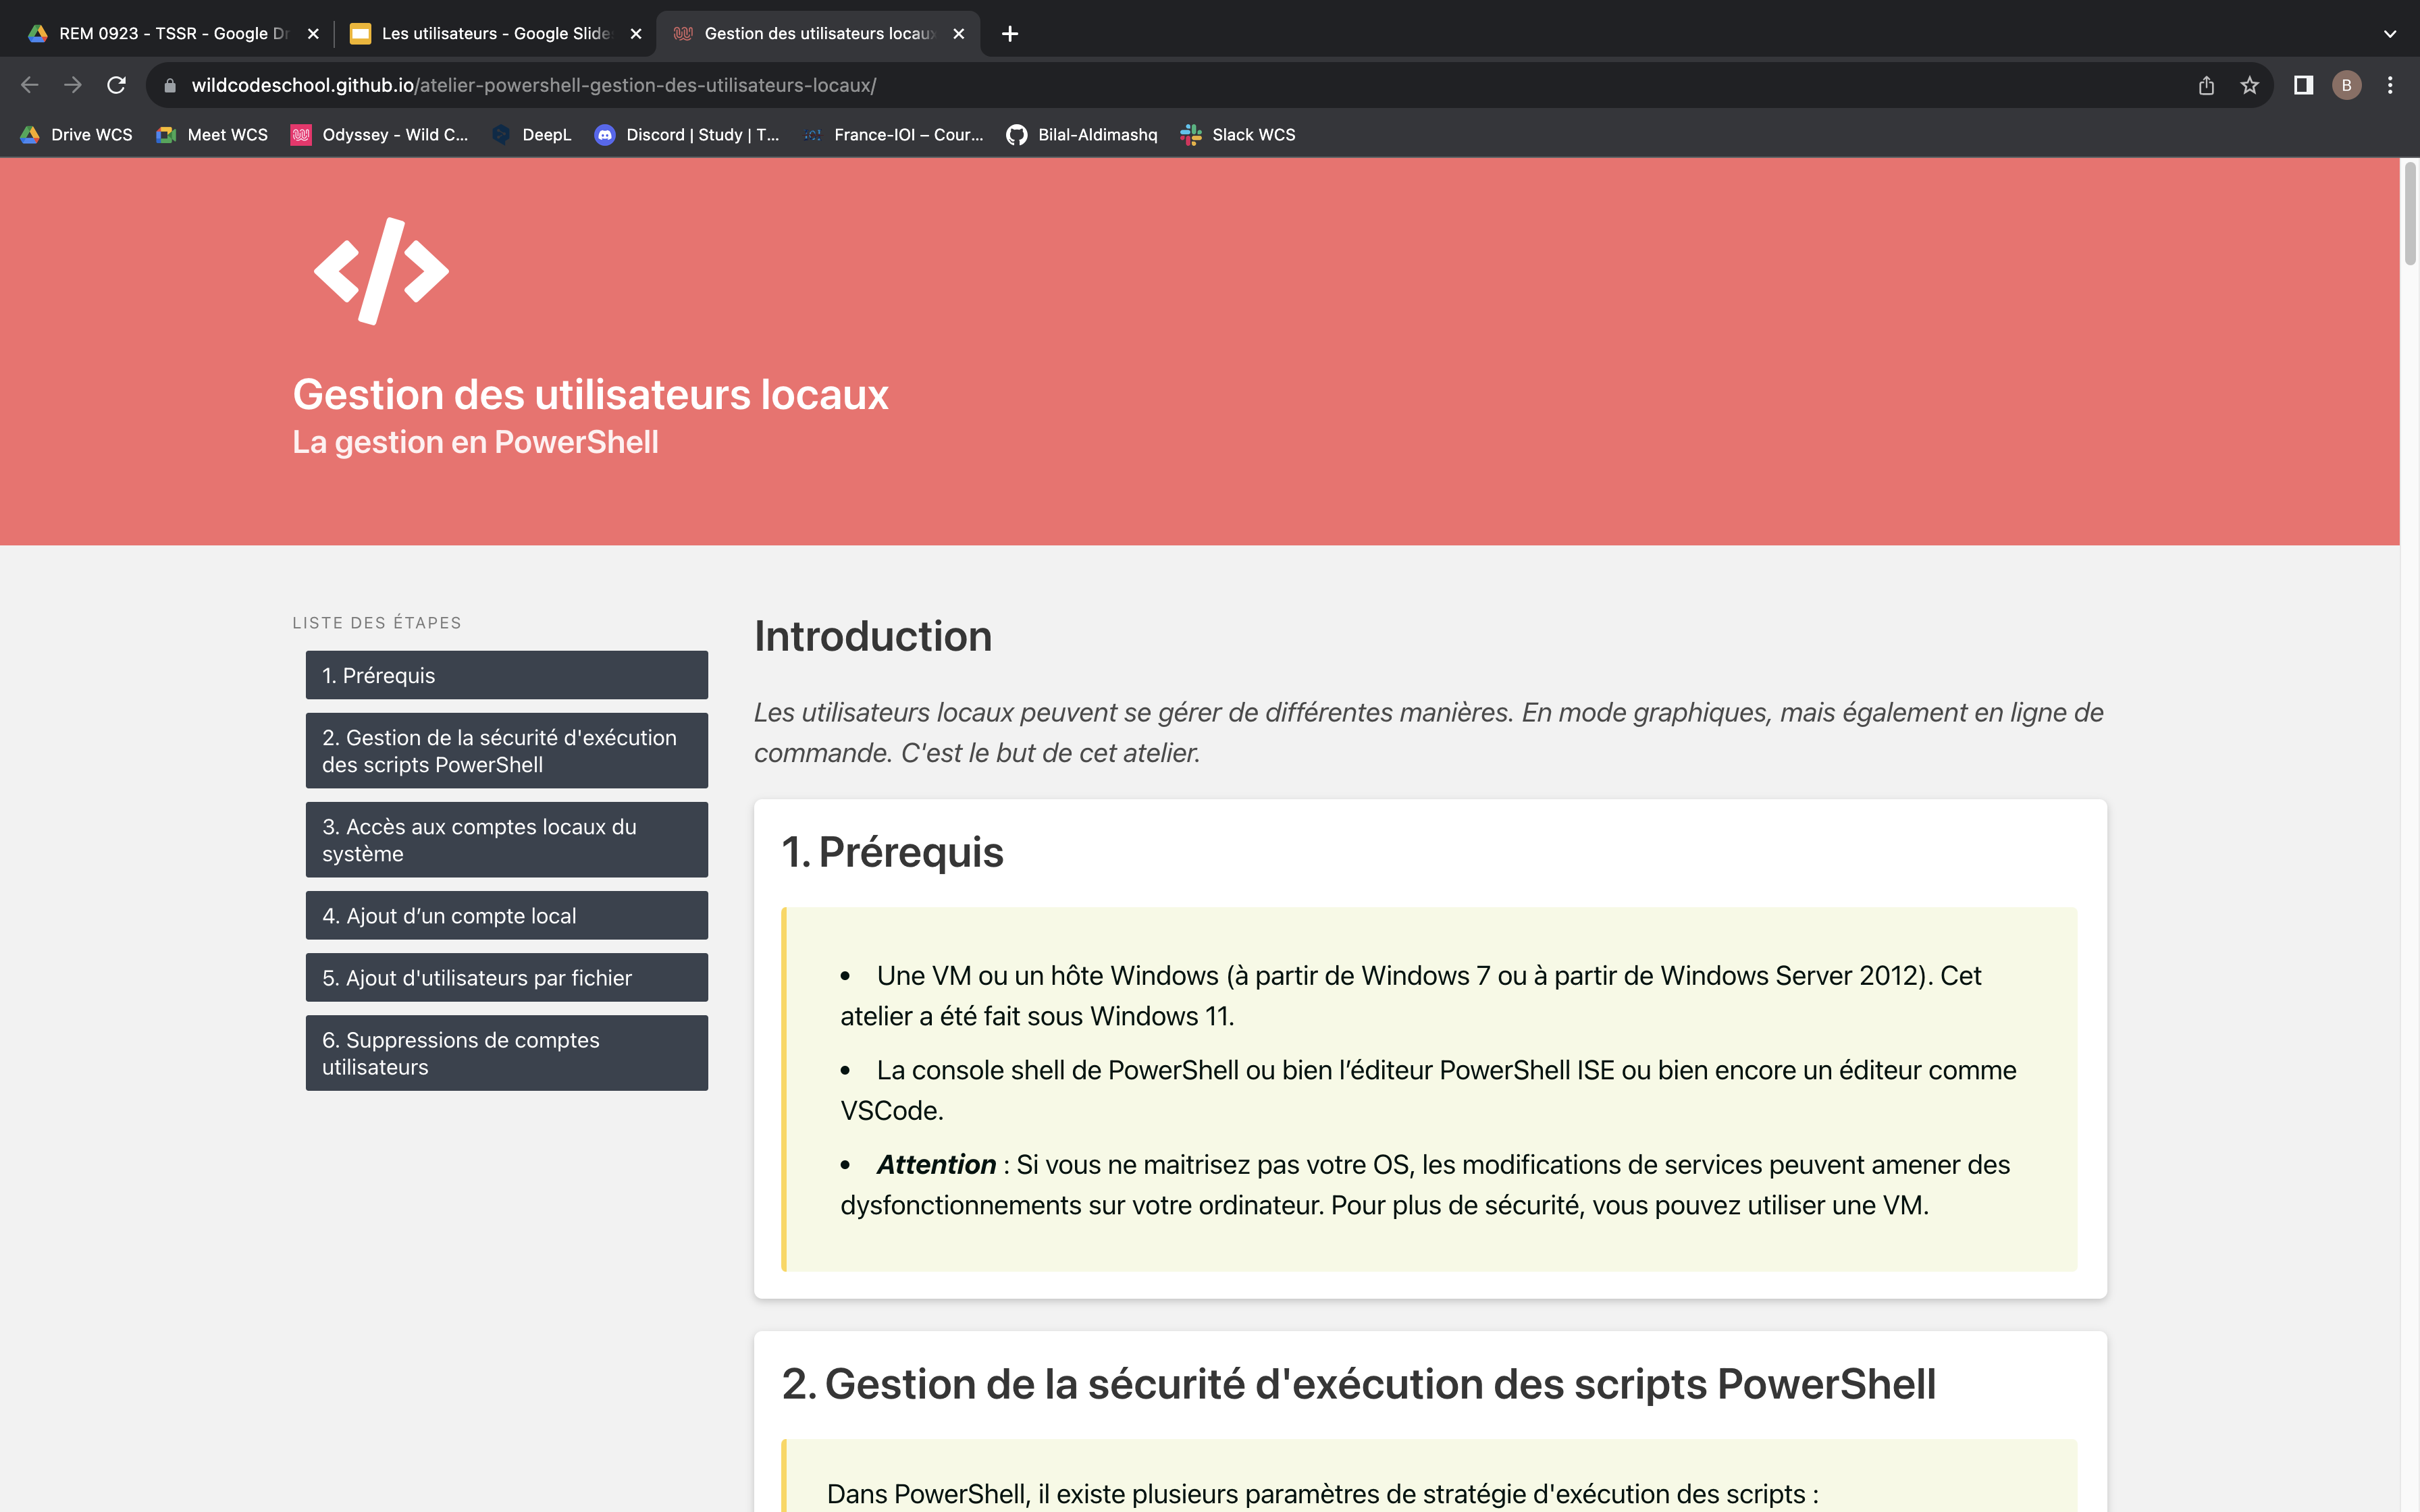 REM 0923 - TSSR - Google Dr
Les utilisateurs - Google Slide
Gestion des utilisateurs locaux
wildcodeschool.github.io/atelier-powershell-gestion-des-utilisateurs-locaux/
B
Drive WCS
Meet WCS
Odyssey - Wild C...
DeepL
Discord | Study | T...
France-IOI – Cour...
Bilal-Aldimashq
Slack WCS
</>
Gestion des utilisateurs locaux
La gestion en PowerShell
LISTE DES ÉTAPES
1. Prérequis
2. Gestion de la sécurité d'exécution
des scripts PowerShell
3. Accès aux comptes locaux du
système
4. Ajout d’un compte local
5. Ajout d'utilisateurs par fichier
6. Suppressions de comptes
utilisateurs
Introduction
Les utilisateurs locaux peuvent se gérer de différentes manières. En mode graphiques, mais également en ligne de
commande. C'est le but de cet atelier.
1. Prérequis
• Une VM ou un hôte Windows (à partir de Windows 7 ou à partir de Windows Server 2012). Cet
atelier a été fait sous Windows 11.
• La console shell de PowerShell ou bien l’éditeur PowerShell ISE ou bien encore un éditeur comme
VSCode.
• Attention : Si vous ne maitrisez pas votre OS, les modifications de services peuvent amener des
dysfonctionnements sur votre ordinateur. Pour plus de sécurité, vous pouvez utiliser une VM.
2. Gestion de la sécurité d'exécution des scripts PowerShell
Dans PowerShell, il existe plusieurs paramètres de stratégie d'exécution des scripts :